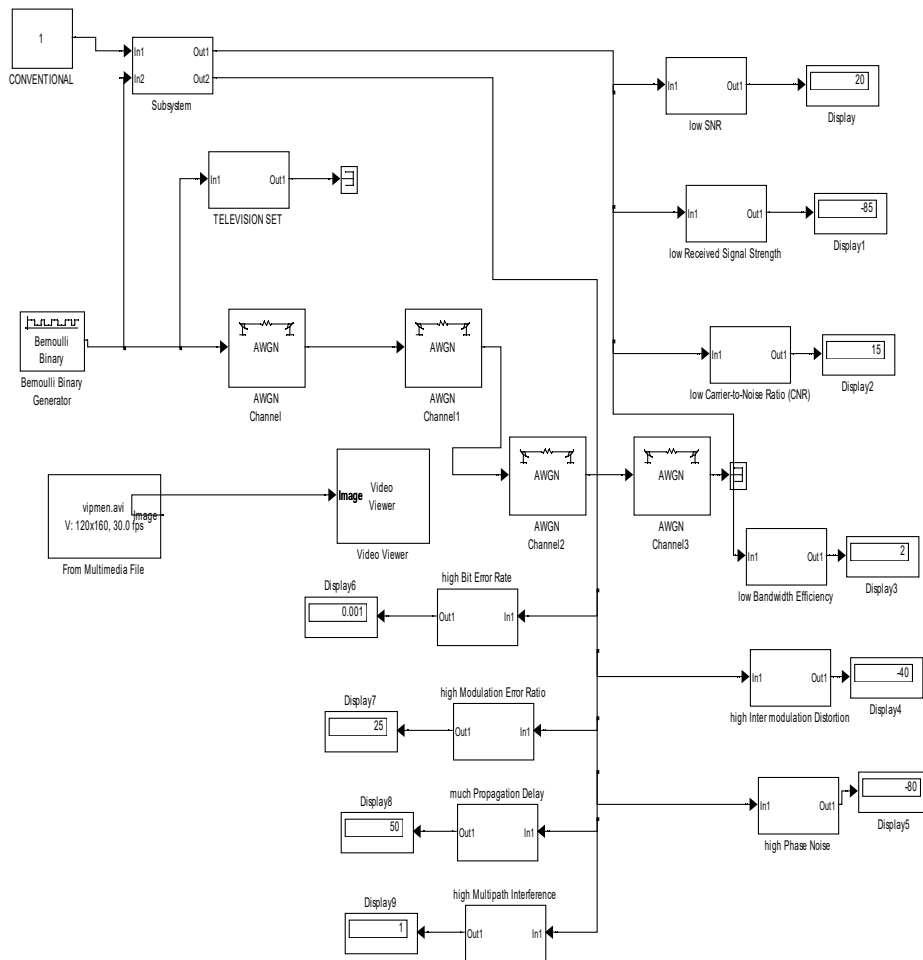 1
CONVENTIONAL
In1
In2
Out1
Out2
Subsystem
In1
Out1
low SNR
20
Display
In1
Out1
TELEVISION SET
In1
Out1
low Received Signal Strength
-85
Display1
Bernoulli
Binary
Bernoulli Binary
Generator
AWGN
AWGN
Channel
AWGN
AWGN
Channel1
In1
Out1
low Carrier-to-Noise Ratio (CNR)
15
Display2
vipmen.avi
V: 120x160, 30.0 fps
Image
From Multimedia File
Image
Video
Viewer
Video Viewer
AWGN
AWGN
Channel2
AWGN
AWGN
Channel3
In1
Out1
low Bandwidth Efficiency
2
Display3
Display6
0.001
high Bit Error Rate
Out1
In1
In1
Out1
high Inter modulation Distortion
-40
Display4
Display7
25
high Modulation Error Ratio
Out1
In1
In1
Out1
high Phase Noise
-80
Display5
Display8
50
much Propagation Delay
Out1
In1
Display9
1
high Multipath Interference
Out1
In1